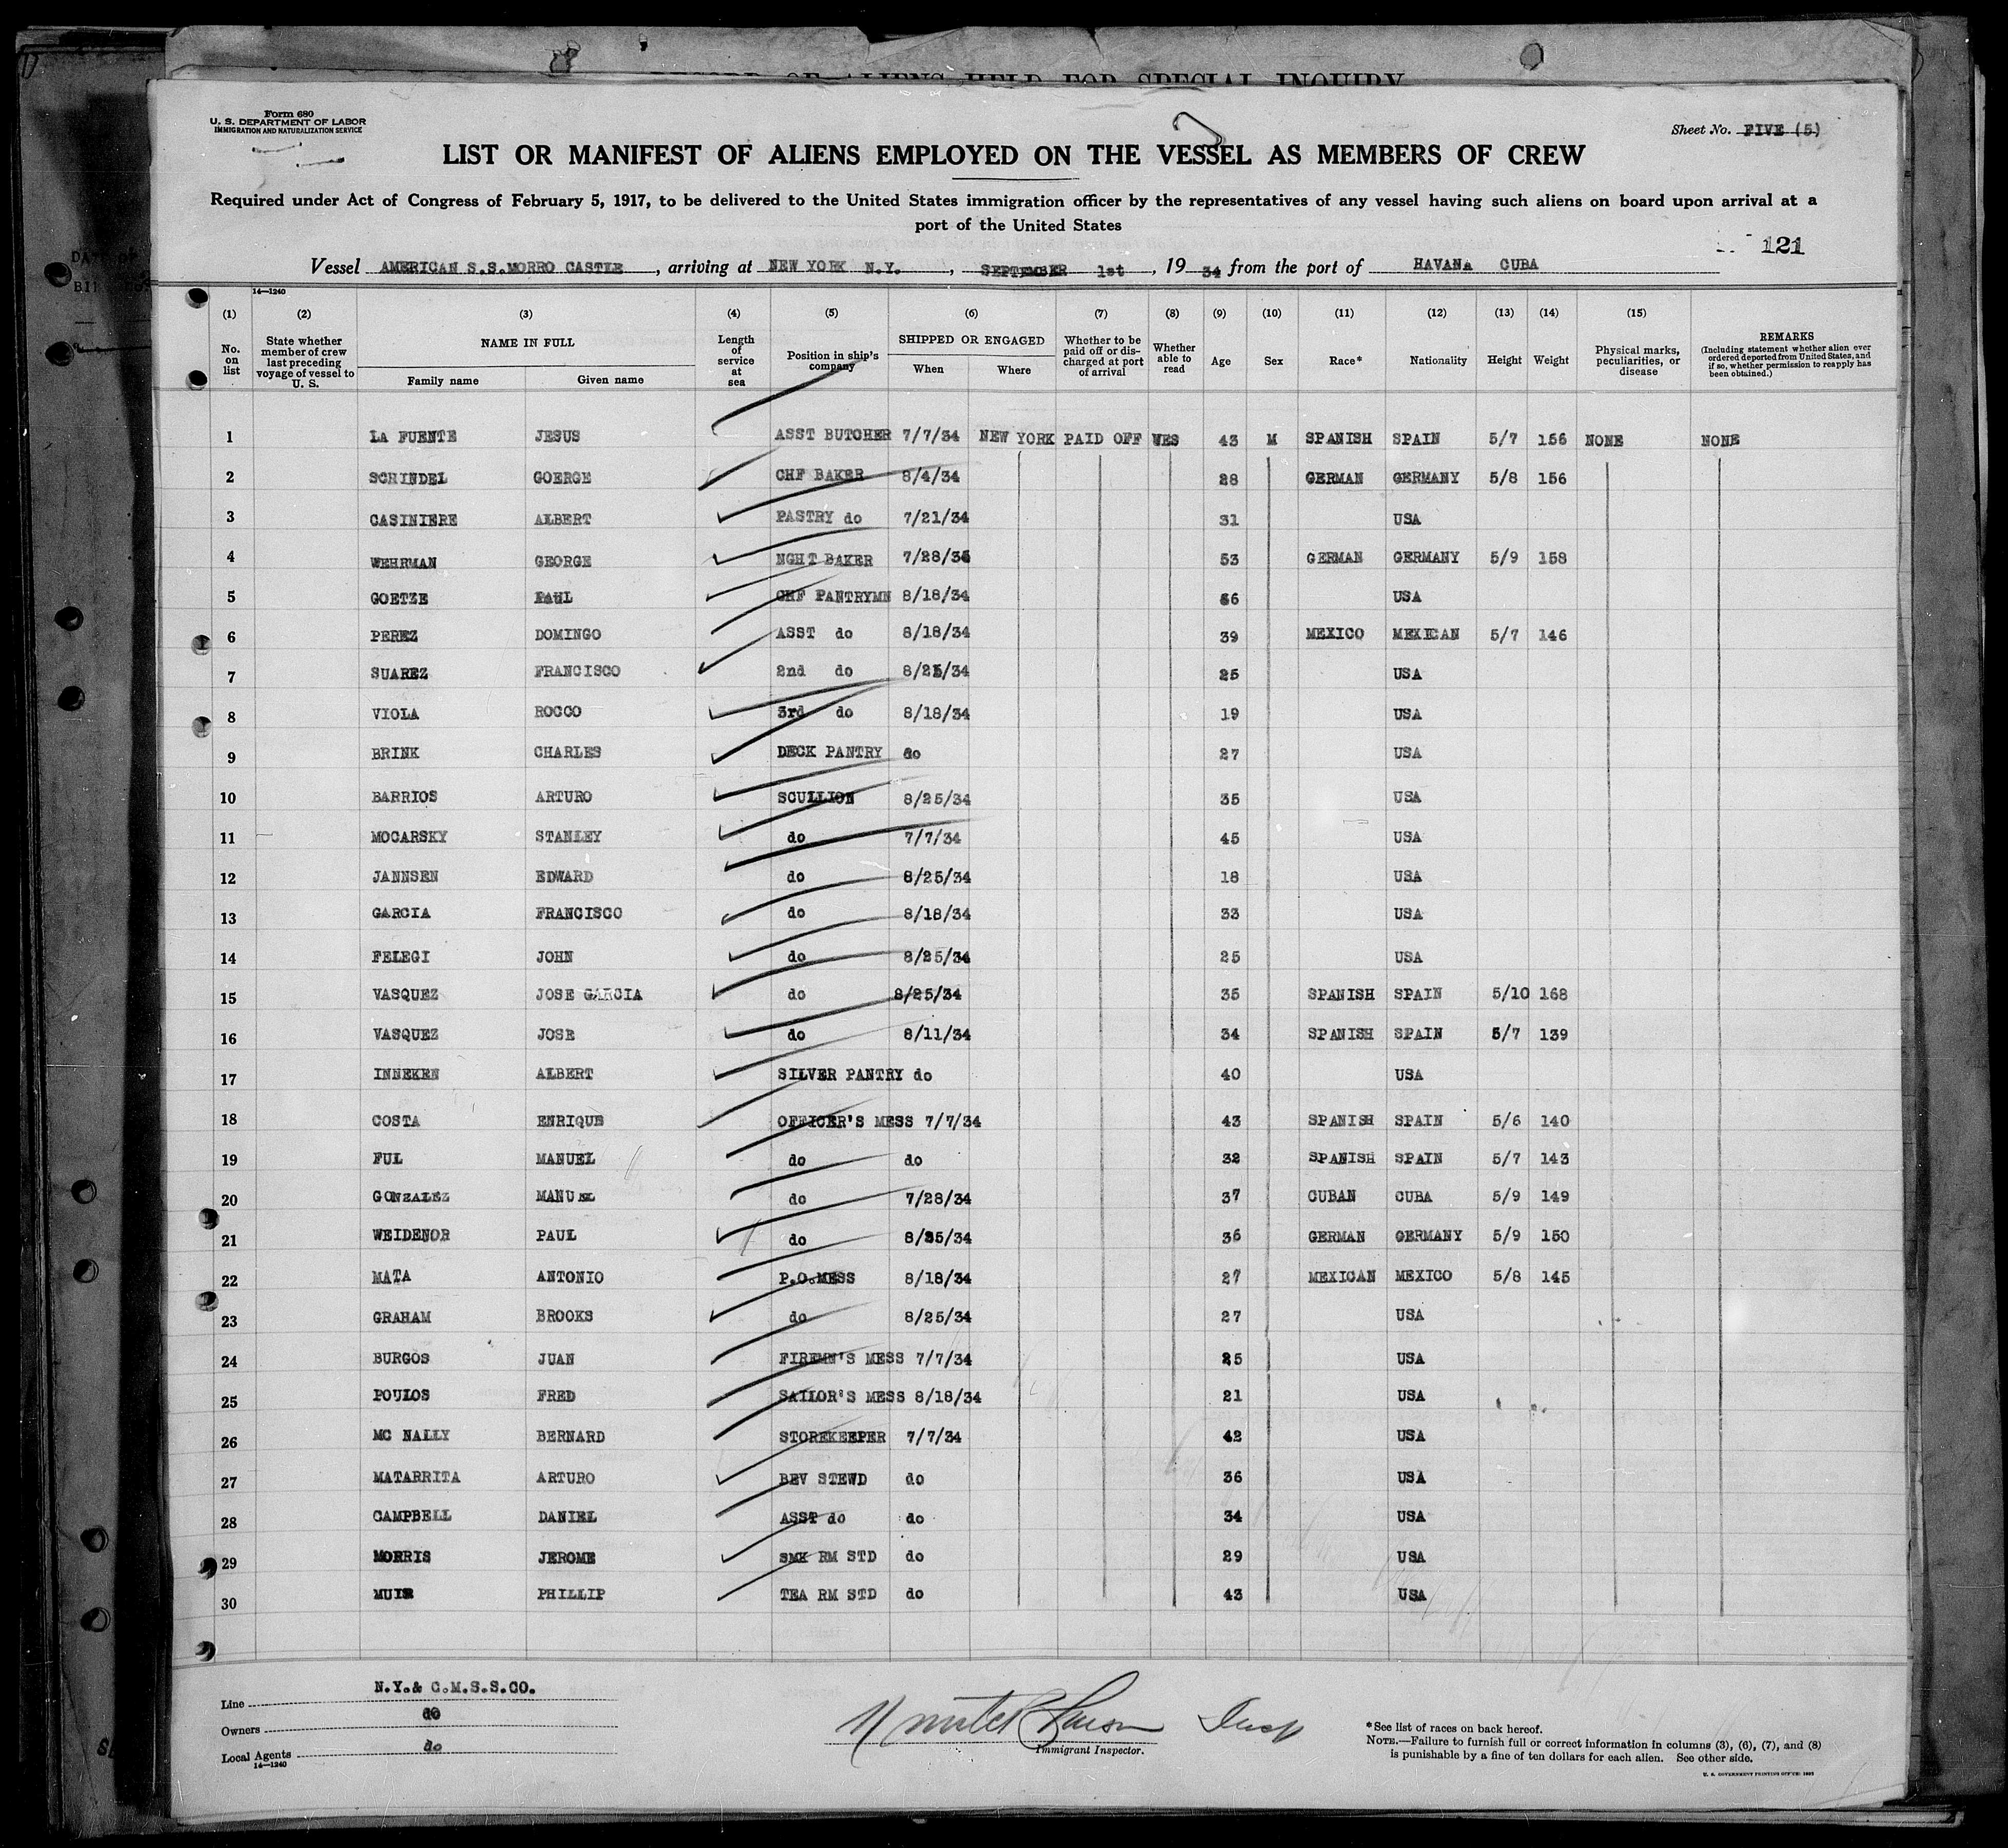 RECORD OF ALIENS HELD FOR SPECIAL INQUIRY
Form 680
U. S. DEPARTMENT OF LABOR
IMMIGRATION AND NATURALIZATION SERVICE
Sheet No. FIVE (5)
LIST OR MANIFEST OF ALIENS EMPLOYED ON THE VESSEL AS MEMBERS OF CREW
Required under Act of Congress of February 5, 1917, to be delivered to the United States immigration officer by the representatives of any vessel having such aliens on board upon arrival at a
port of the United States
121
Vessel AMERICAN S.S.MORRO CASTLE, arriving at NEW YORK N.Y., SEPTEMBER 1st, 19 34 from the port of HAVANA CUBA
14—1240
(1) (2) (3) (4) (5) (6) (7) (8) (9) (10) (11) (12) (13) (14) (15)
No. on list
State whether member of crew last preceding voyage of vessel to U. S.
NAME IN FULL
Family name Given name
Length of service at sea
Position in ship's company
SHIPPED OR ENGAGED
When Where
Whether to be paid off or discharged at port of arrival
Whether able to read
Age
Sex
Race*
Nationality
Height
Weight
Physical marks, peculiarities, or disease
REMARKS
(Including statement whether alien ever ordered deported from United States, and if so, whether permission to reapply has been obtained.)
1 LA FUENTE JESUS ASST BUTCHER 7/7/34 NEW YORK PAID OFF YES 43 M SPANISH SPAIN 5/7 156 NONE NONE
2 SCHINDEL GOERGE CHF BAKER 8/4/34 28 GERMAN GERMANY 5/8 156
3 CASINIERE ALBERT PASTRY do 7/21/34 31 USA
4 WEHRMAN GEORGE NGHT BAKER 7/28/34 53 GERMAN GERMANY 5/9 158
5 GOETZE PAUL CHF PANTRYMN 8/18/34 USA
6 PEREZ DOMINGO ASST do 8/18/34 39 MEXICO MEXICAN 5/7 146
7 SUAREZ FRANCISCO 2nd do 25 USA
8 VIOLA ROCCO 3rd do 8/18/34 19 USA
9 BRINK CHARLES DECK PANTRY do 27 USA
10 BARRIOS ARTURO SCULLION 8/25/34 35 USA
11 MOCARSKY STANLEY do 7/7/34 45 USA
12 JANNSEN EDWARD do 8/25/34 18 USA
13 GARCIA FRANCISCO do 8/18/34 33 USA
14 FELEGI JOHN do 8/25/34 25 USA
15 VASQUEZ JOSE GARCIA do 8/25/34 35 SPANISH SPAIN 5/10 168
16 VASQUEZ JOSE do 8/11/34 34 SPANISH SPAIN 5/7 139
17 INNEKEN ALBERT SILVER PANTRY do 40 USA
18 COSTA ENRIQUE OFFICER'S MESS 7/7/34 43 SPANISH SPAIN 5/6 140
19 FUL MANUEL do do 32 SPANISH SPAIN 5/7 143
20 GONZALEZ MANUEL do 7/28/34 37 CUBAN CUBA 5/9 149
21 WEIDENOR PAUL do 8/25/34 36 GERMAN GERMANY 5/9 150
22 MATA ANTONIO P.O.MESS 8/18/34 27 MEXICAN MEXICO 5/8 145
23 GRAHAM BROOKS do 8/25/34 27 USA
24 BURGOS JUAN FIREMN'S MESS 7/7/34 25 USA
25 POULOS FRED SAILOR'S MESS 8/18/34 21 USA
26 MC NALLY BERNARD STOREKEEPER 7/7/34 42 USA
27 MATARRITA ARTURO BEV STEWD do 36 USA
28 CAMPBELL DANIEL ASST do do 34 USA
29 MORRIS JEROME SMK RM STD do 29 USA
30 MUIR PHILLIP TEA RM STD do 43 USA
Line N.Y.& C.M.S.S.CO.
Owners do
Local Agents do
14—1240
Immigrant Inspector.
*See list of races on back hereof.
NOTE.—Failure to furnish full or correct information in columns (3), (6), (7), and (8)
is punishable by a fine of ten dollars for each alien. See other side.